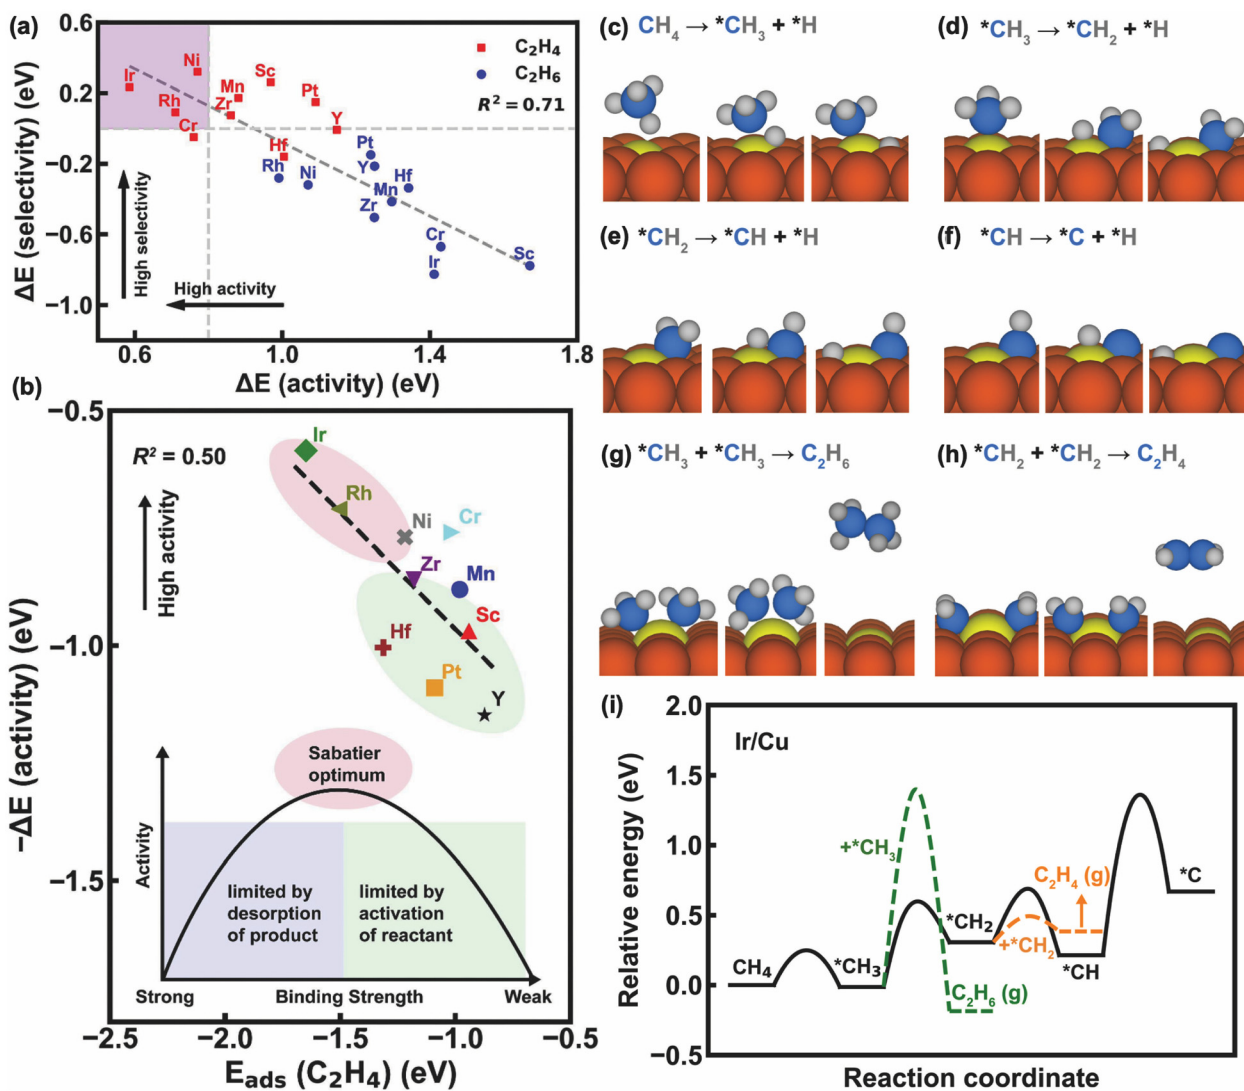 (a)
0.6
0.2
−0.2
−0.6
−1.0
ΔE (selectivity) (eV)
High selectivity
High activity
C₂H₄
C₂H₆
R² = 0.71
Ir
Ni
Rh
Cr
Mn
Zr
Sc
Pt
Y
Hf
Rh
Ni
Pt
Y
Hf
Mn
Zr
Cr
Ir
Sc
0.6
1.0
1.4
1.8
ΔE (activity) (eV)
(b)
−0.5
−1.0
−1.5
−ΔE (activity) (eV)
R² = 0.50
High activity
Ir
Rh
Ni
Cr
Zr
Mn
Sc
Hf
Pt
Y
Sabatier
optimum
Activity
limited by
desorption
of product
limited by
activation
of reactant
Strong
Binding Strength
Weak
−2.5
−2.0
−1.5
−1.0
−0.5
E_ads (C₂H₄) (eV)
(c)
CH₄ → *CH₃ + *H
(d)
*CH₃ → *CH₂ + *H
(e)
*CH₂ → *CH + *H
(f)
*CH → *C + *H
(g)
*CH₃ + *CH₃ → C₂H₆
(h)
*CH₂ + *CH₂ → C₂H₄
(i)
2.0
1.5
1.0
0.5
0.0
−0.5
Relative energy (eV)
Ir/Cu
CH₄
*CH₃
+*CH₃
*CH₂
C₂H₆ (g)
C₂H₄ (g)
+*CH₂
*CH
*C
Reaction coordinate